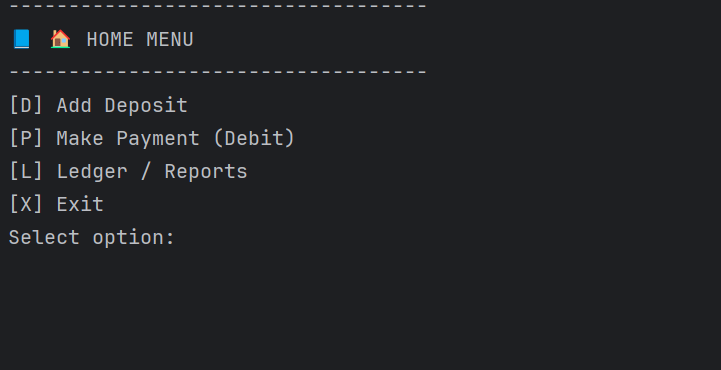 -----------------------------------
📘 🏠 HOME MENU
-----------------------------------
[D] Add Deposit
[P] Make Payment (Debit)
[L] Ledger / Reports
[X] Exit
Select option: